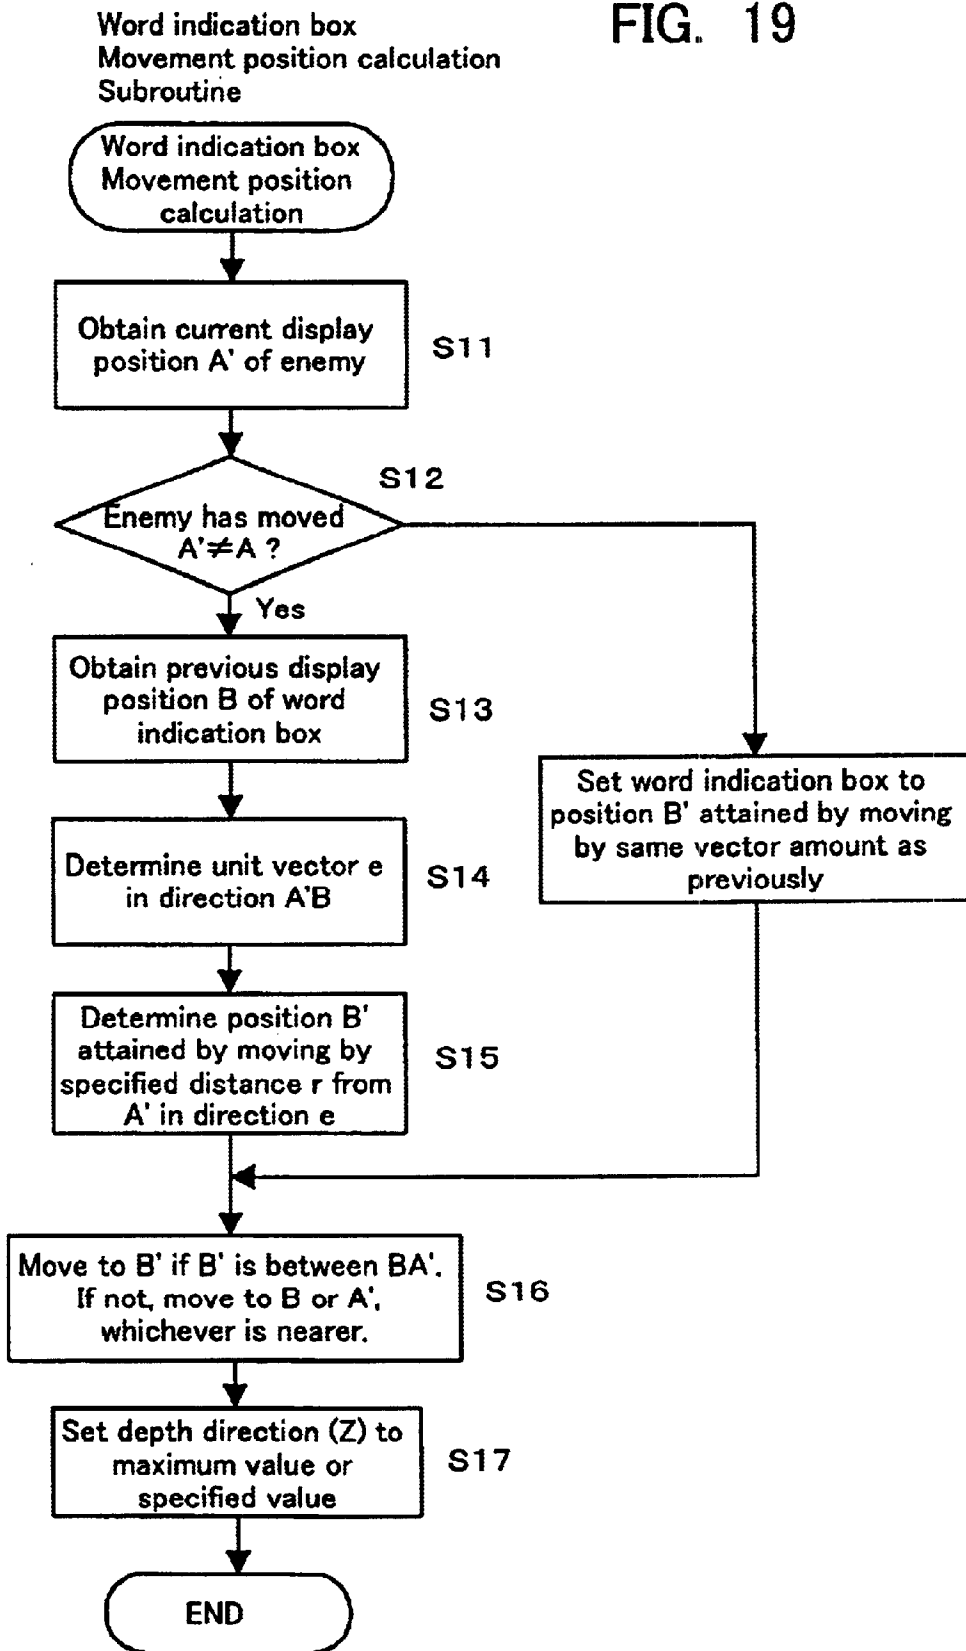 FIG. 19
Word indication box
Movement position calculation
Subroutine
Word indication box
Movement position
calculation
Obtain current display
position A' of enemy
S11
S12
Enemy has moved
A'≠A ?
Yes
Obtain previous display
position B of word
indication box
S13
Set word indication box to
position B' attained by moving
by same vector amount as
previously
Determine unit vector e
in direction A'B
S14
Determine position B'
attained by moving by
specified distance r from
A' in direction e
S15
Move to B' if B' is between BA'.
If not, move to B or A',
whichever is nearer.
S16
Set depth direction (Z) to
maximum value or
specified value
S17
END